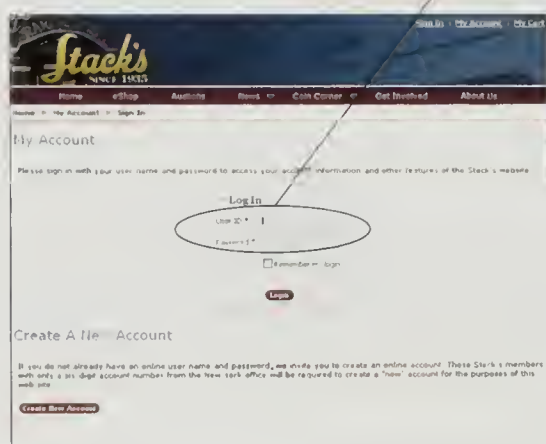 Sign In | My Account | My Cart
Stack's
SINCE 1935
Home eShop Auctions News Coin Corner Get Involved About Us
Home > My Account > Sign In
My Account
Please sign in with your user name and password to access your account information and other features of the Stack's website
Log In
User ID *
Password *
Remember login
Login
Create A New Account
If you do not already have an online user name and password, we invite you to create an online account. Those Stack's members
with only a six digit account number from the New York office will be required to create a "new" account for the purposes of this
web site
Create New Account